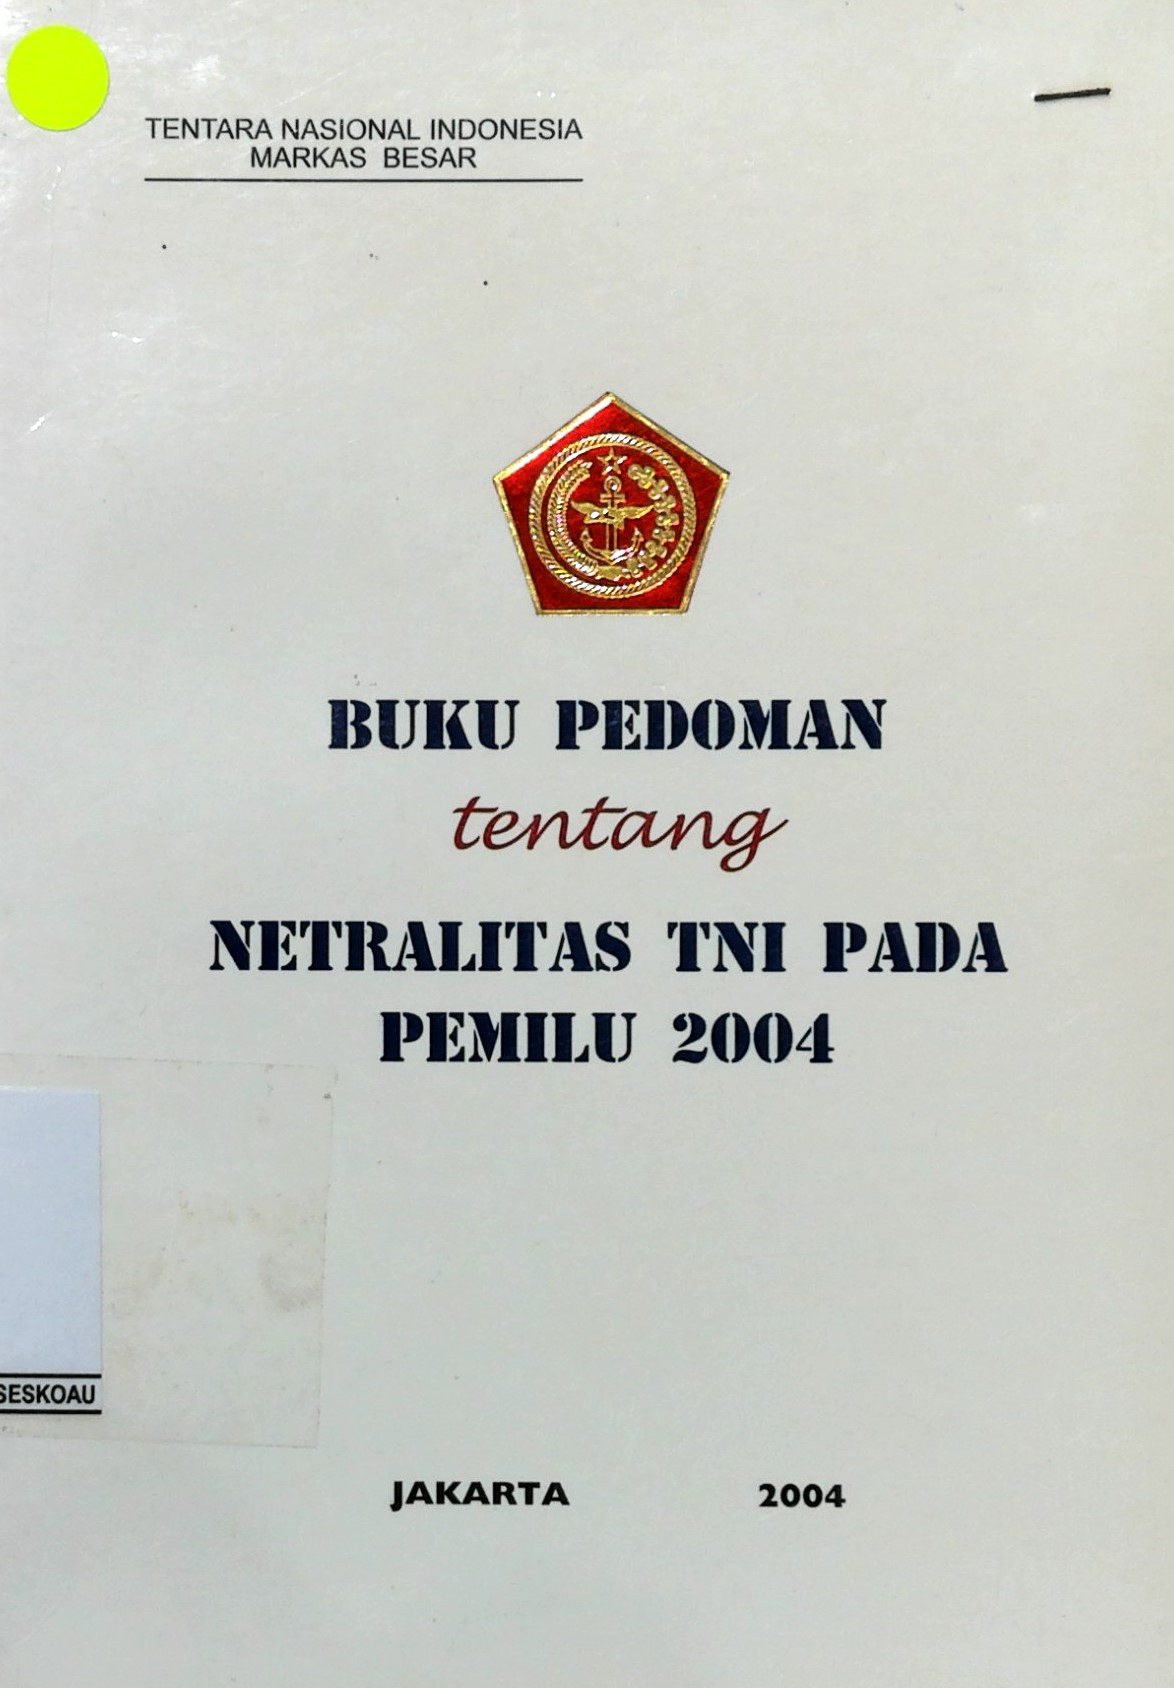 TENTARA NASIONAL INDONESIA
MARKAS BESAR
BUKU PEDOMAN
tentang
NETRALITAS TNI PADA
PEMILU 2004
SESKOAU
JAKARTA 2004